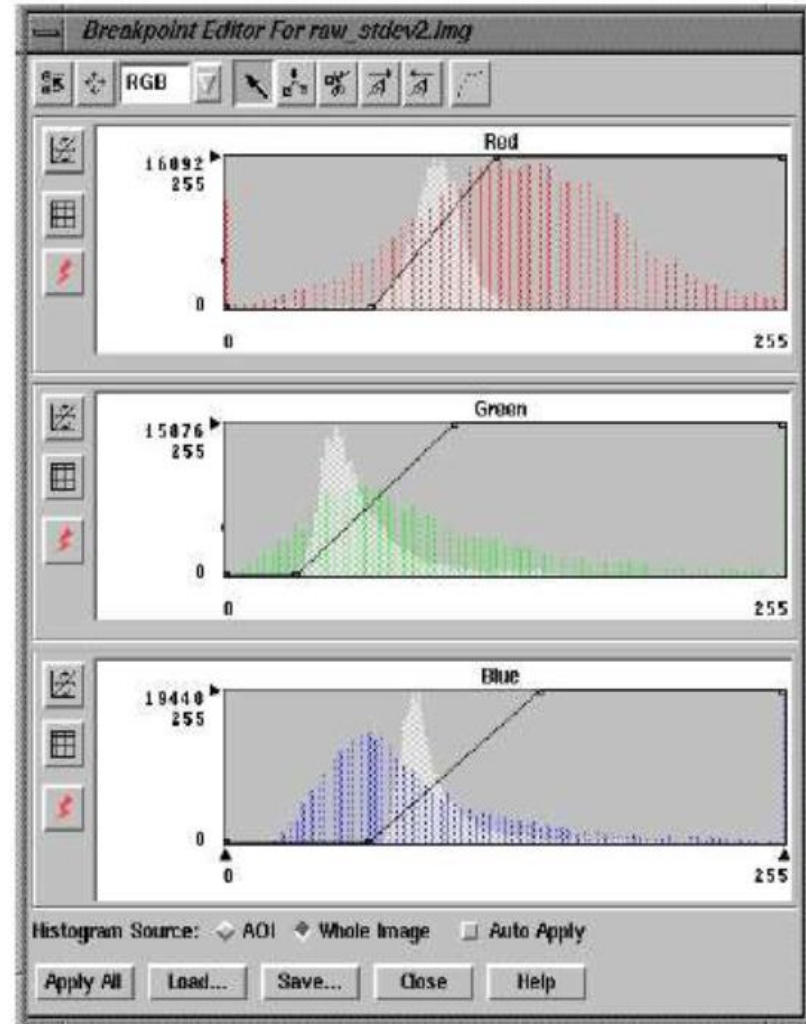 Breakpoint Editor For raw_stdev2.img
RGB
Red
16092
255
0
0 255
Green
15076
255
0
0 255
Blue
19440
255
0
0 255
Histogram Source: AOI Whole Image Auto Apply
Apply All Load... Save... Close Help